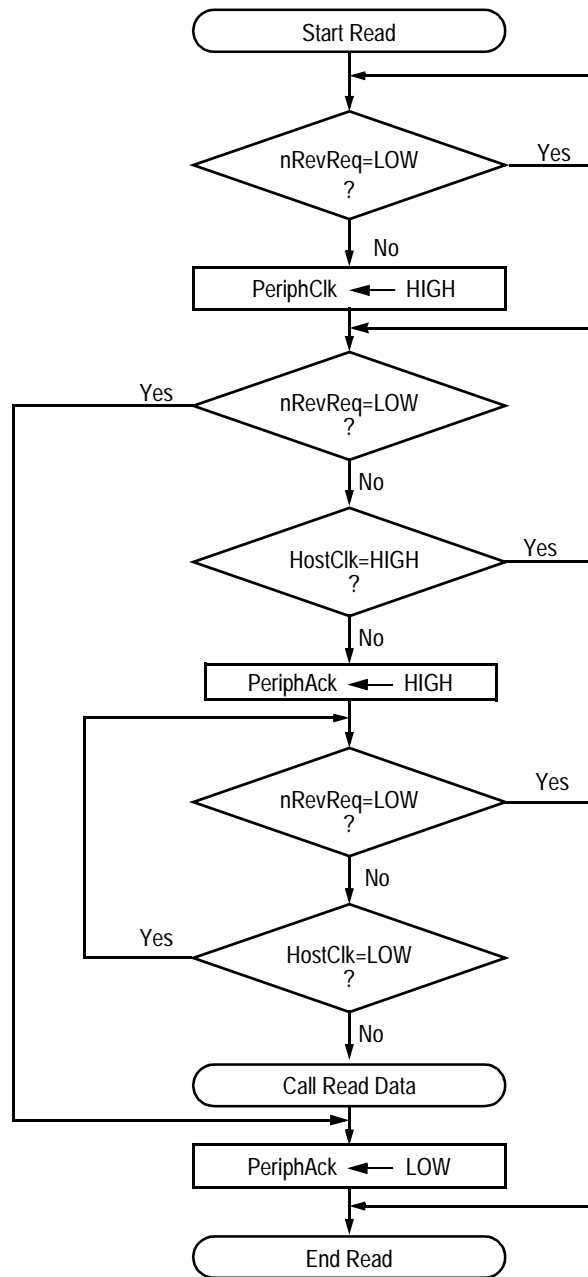 Start Read
nRevReq=LOW
?
Yes
No
PeriphClk ← HIGH
Yes
nRevReq=LOW
?
No
HostClk=HIGH
?
Yes
No
PeriphAck ← HIGH
nRevReq=LOW
?
Yes
No
Yes
HostClk=LOW
?
No
Call Read Data
PeriphAck ← LOW
End Read